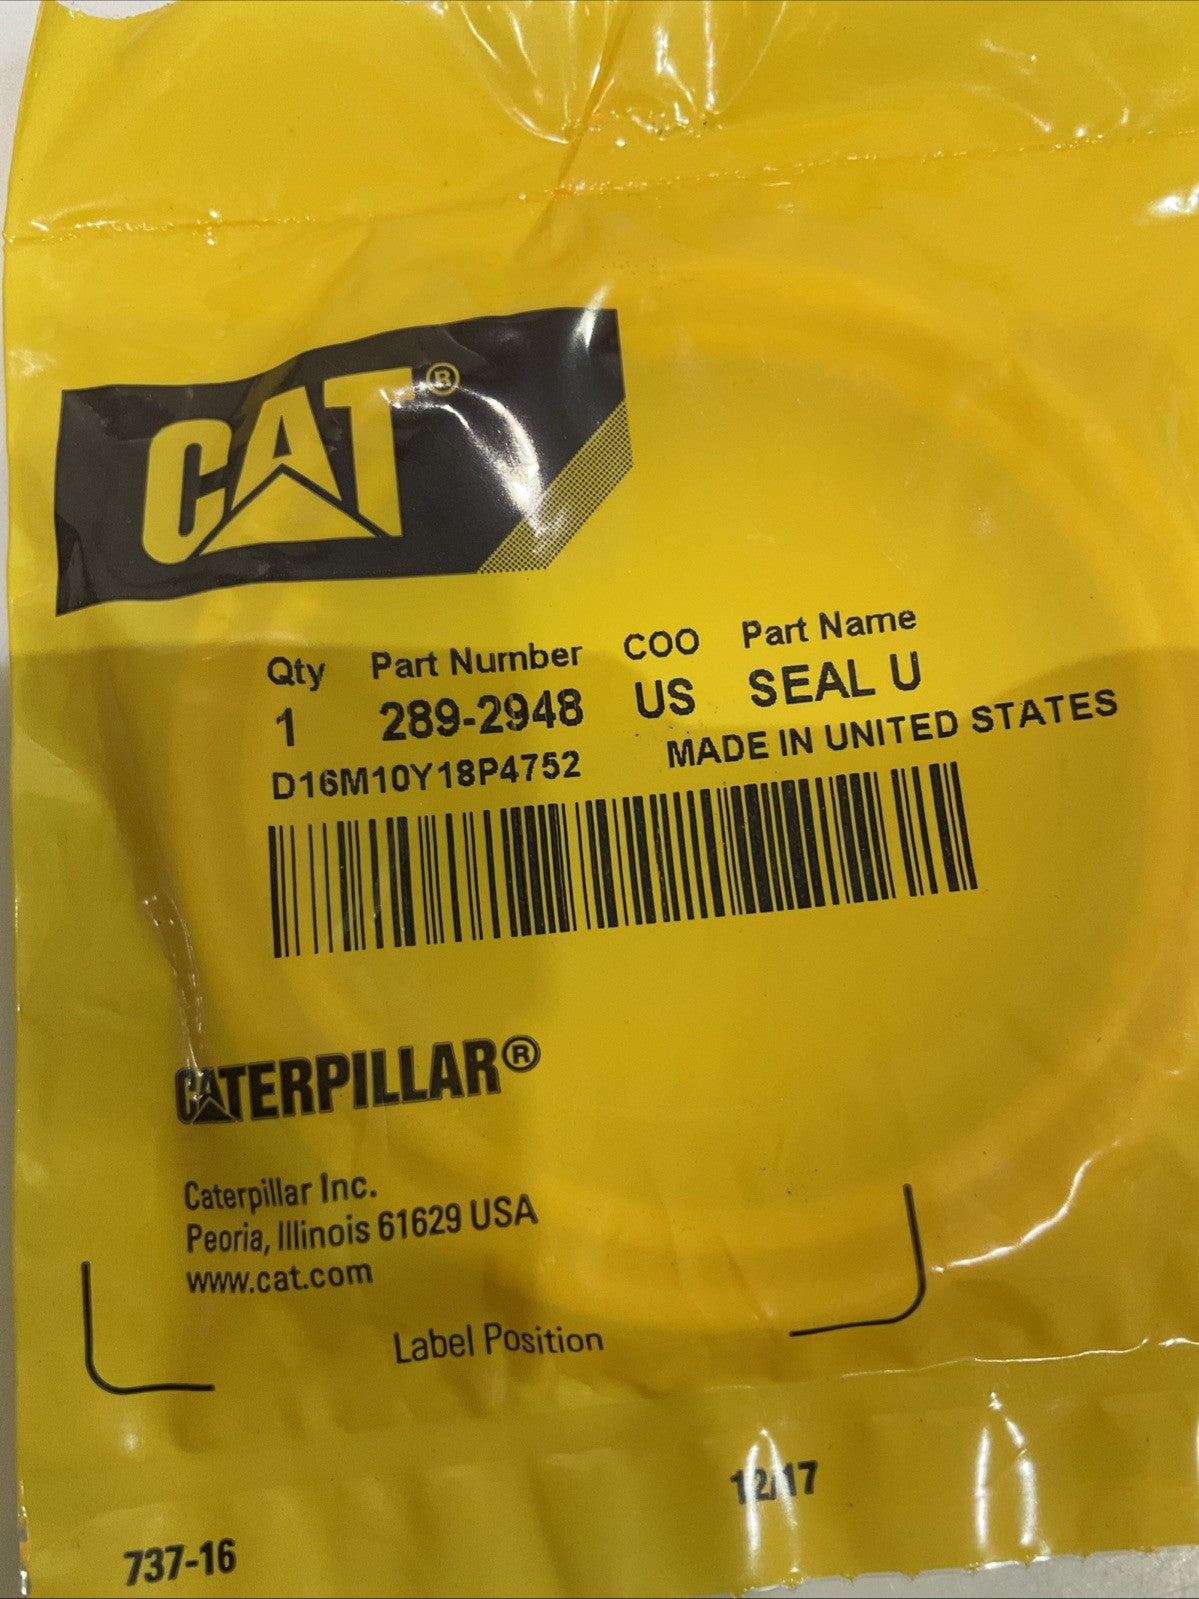 CAT®
Qty Part Number COO Part Name
1 289-2948 US SEAL U
D16M10Y18P4752 MADE IN UNITED STATES
CATERPILLAR®
Caterpillar Inc.
Peoria, Illinois 61629 USA
www.cat.com
Label Position
12/17
737-16